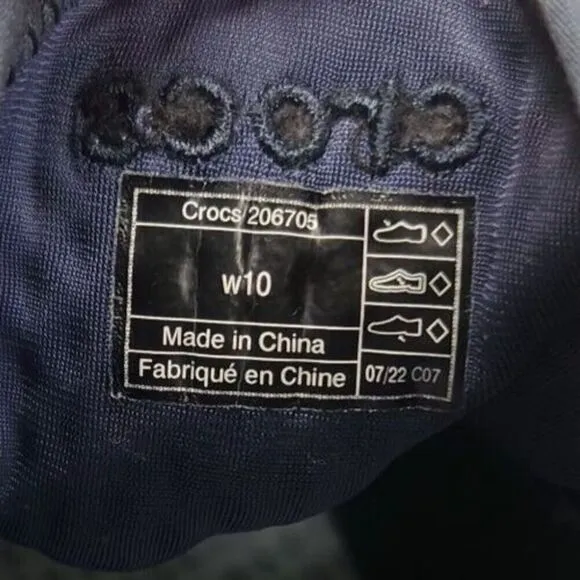 Crocs 206705
w10
Made in China
Fabriqué en Chine
07/22 C07